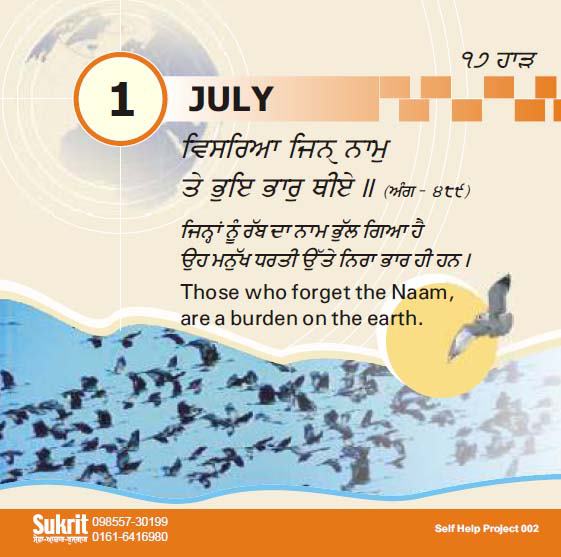 ੧੭ ਹਾੜ
1 JULY
ਵਿਸਰਿਆ ਜਿਨੑ ਨਾਮੁ
ਤੇ ਭੁਇ ਭਾਰੁ ਥੀਏ ॥ (ਅੰਗ - ੪੮੮)
ਜਿਨ੍ਹਾਂ ਨੂੰ ਰੱਬ ਦਾ ਨਾਮ ਭੁੱਲ ਗਿਆ ਹੈ
ਉਹ ਮਨੁੱਖ ਧਰਤੀ ਉੱਤੇ ਨਿਰਾ ਭਾਰ ਹੀ ਹਨ।
Those who forget the Naam,
are a burden on the earth.
Sukrit 098557-30199
0161-6416980
Self Help Project 002